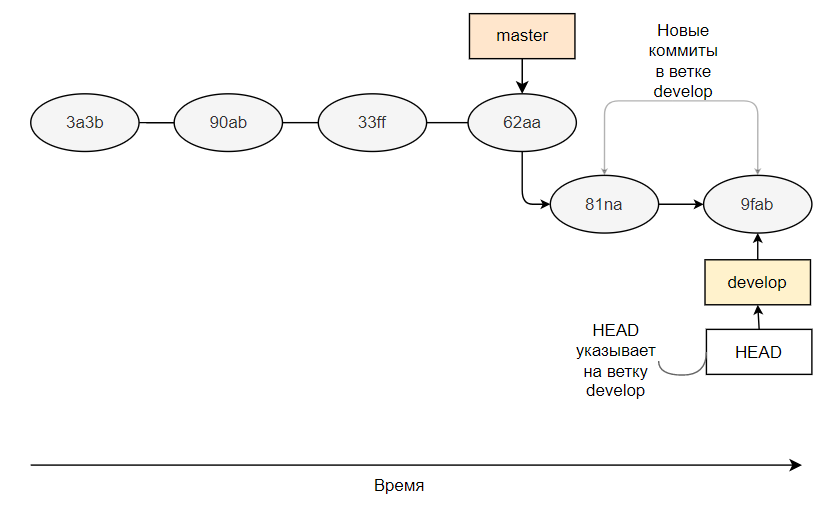 master
Новые
коммиты
в ветке
develop
3a3b
90ab
33ff
62aa
81na
9fab
develop
HEAD
указывает
на ветку
develop
HEAD
Время